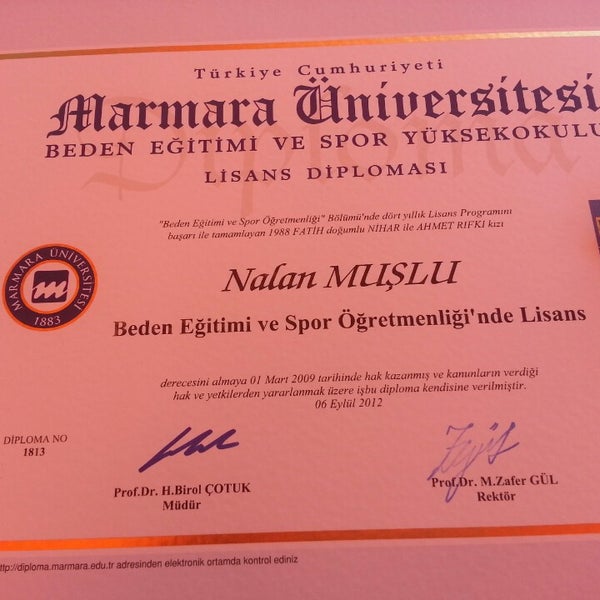 Türkiye Cumhuriyeti
Marmara Üniversitesi
BEDEN EĞİTİMİ VE SPOR YÜKSEKOKULU
Diploma
LİSANS DİPLOMASI
"Beden Eğitimi ve Spor Öğretmenliği" Bölümü'nde dört yıllık Lisans Programını
başarı ile tamamlayan 1988 FATİH doğumlu NIHAR ile AHMET RIFKI kızı
MARMARA ÜNİVERSİTESİ
m
1883
Nalan MUŞLU
Beden Eğitimi ve Spor Öğretmenliği'nde Lisans
derecesini almaya 01 Mart 2009 tarihinde hak kazanmış ve kanunların verdiği
hak ve yetkilerden yararlanmak üzere işbu diploma kendisine verilmiştir.
06 Eylül 2012
DİPLOMA NO
1813
Prof.Dr. H.Birol ÇOTUK
Müdür
Prof.Dr. M.Zafer GÜL
Rektör
http://diploma.marmara.edu.tr adresinden elektronik ortamda kontrol ediniz